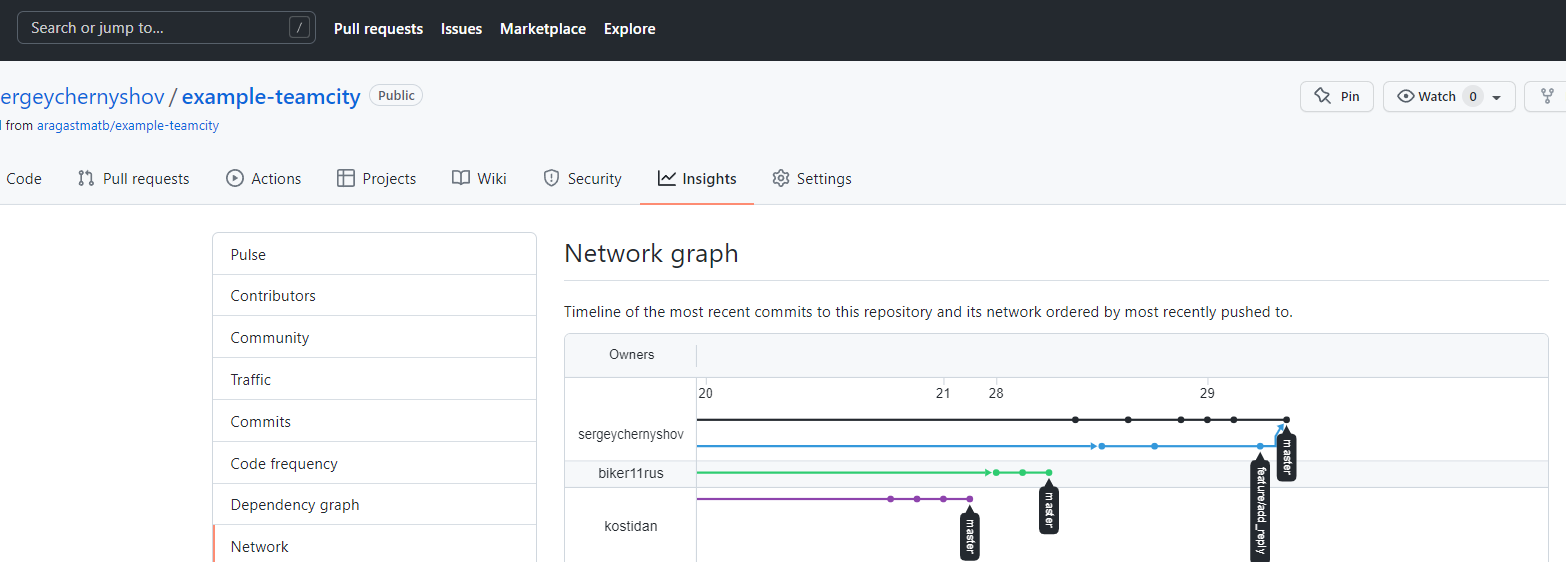 Search or jump to... / Pull requests Issues Marketplace Explore
ergeychernyshov / example-teamcity Public Pin Watch 0
from aragastmatb/example-teamcity
Code Pull requests Actions Projects Wiki Security Insights Settings
Pulse
Contributors
Community
Traffic
Commits
Code frequency
Dependency graph
Network
Network graph
Timeline of the most recent commits to this repository and its network ordered by most recently pushed to.
Owners
20 21 28 29
sergeychernyshov
master
feature/add_reply
biker11rus
master
kostidan
master